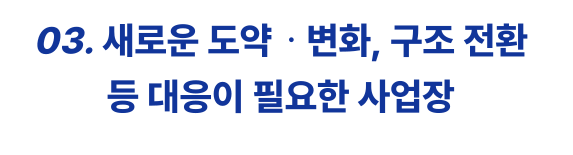 03. 새로운 도약 · 변화, 구조 전환
등 대응이 필요한 사업장